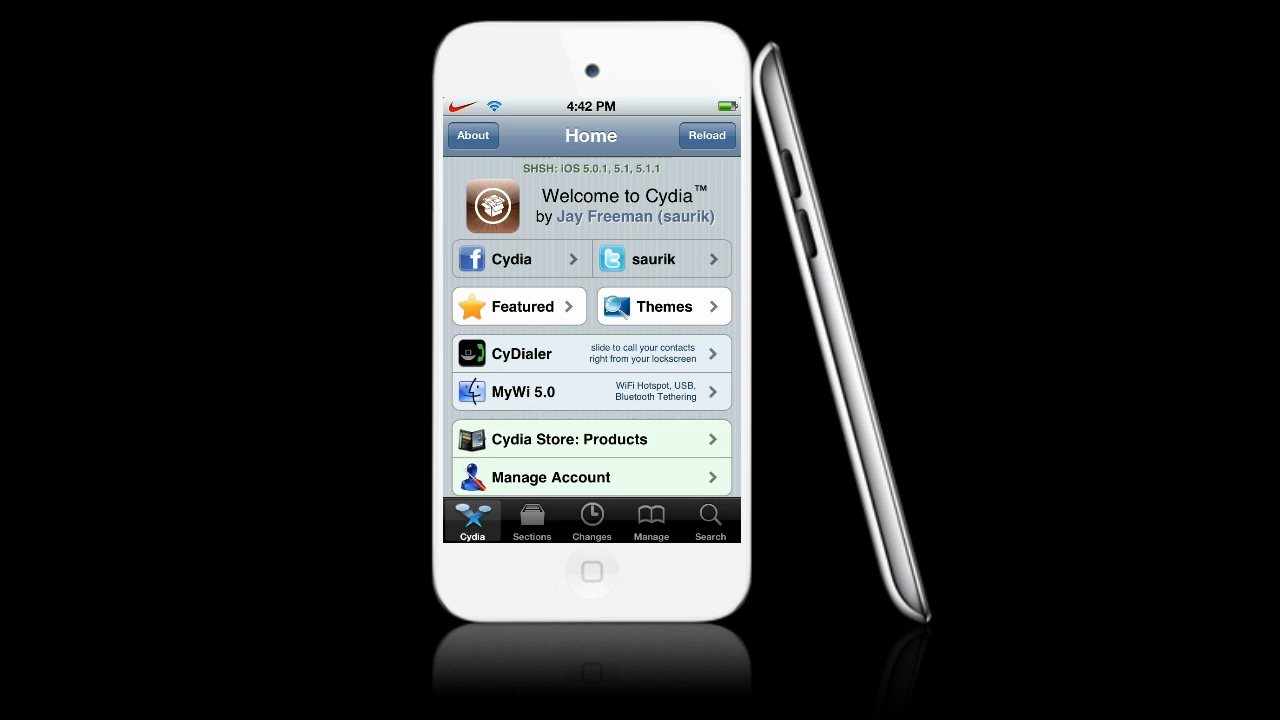 4:42 PM
About Home Reload
SHSH: iOS 5.0.1, 5.1, 5.1.1
Welcome to Cydia™
by Jay Freeman (saurik)
f Cydia t saurik
Featured Themes
CyDialer slide to call your contacts
right from your lockscreen
MyWi 5.0 WiFi Hotspot, USB,
Bluetooth Tethering
Cydia Store: Products
Manage Account
Cydia Sections Changes Manage Search